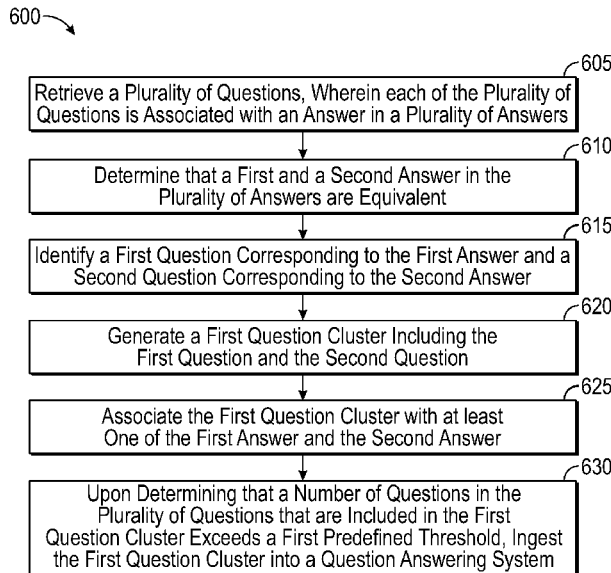 600
605
Retrieve a Plurality of Questions, Wherein each of the Plurality of
Questions is Associated with an Answer in a Plurality of Answers
610
Determine that a First and a Second Answer in the
Plurality of Answers are Equivalent
615
Identify a First Question Corresponding to the First Answer and a
Second Question Corresponding to the Second Answer
620
Generate a First Question Cluster Including the
First Question and the Second Question
625
Associate the First Question Cluster with at least
One of the First Answer and the Second Answer
630
Upon Determining that a Number of Questions in the
Plurality of Questions that are Included in the First
Question Cluster Exceeds a First Predefined Threshold, Ingest
the First Question Cluster into a Question Answering System